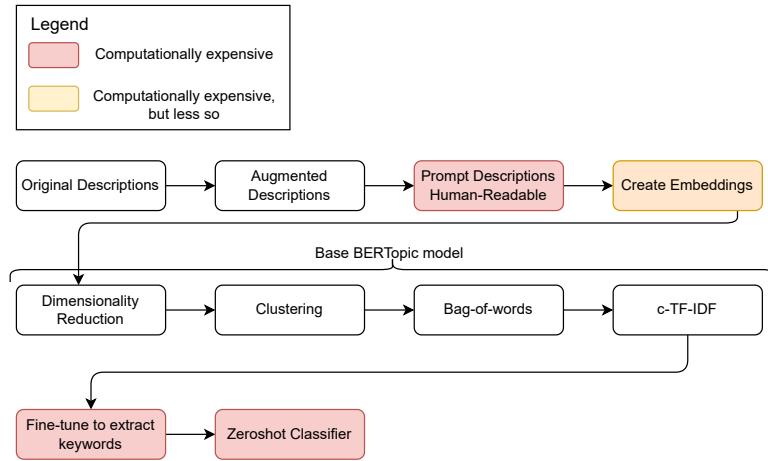 Legend
Computationally expensive
Computationally expensive,
but less so
Original Descriptions
Augmented
Descriptions
Prompt Descriptions
Human-Readable
Create Embeddings
Base BERTopic model
Dimensionality
Reduction
Clustering
Bag-of-words
c-TF-IDF
Fine-tune to extract
keywords
Zeroshot Classifier